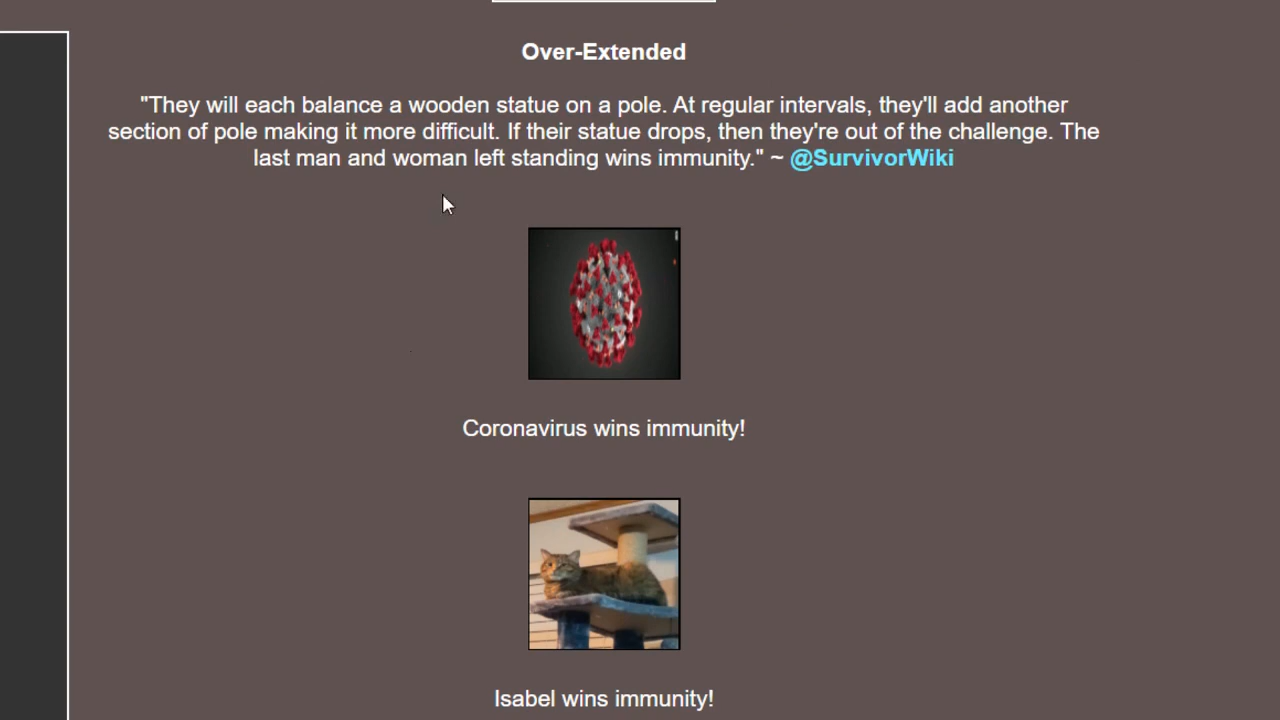 Over-Extended
"They will each balance a wooden statue on a pole. At regular intervals, they'll add another
section of pole making it more difficult. If their statue drops, then they're out of the challenge. The
last man and woman left standing wins immunity." ~ @SurvivorWiki
Coronavirus wins immunity!
Isabel wins immunity!